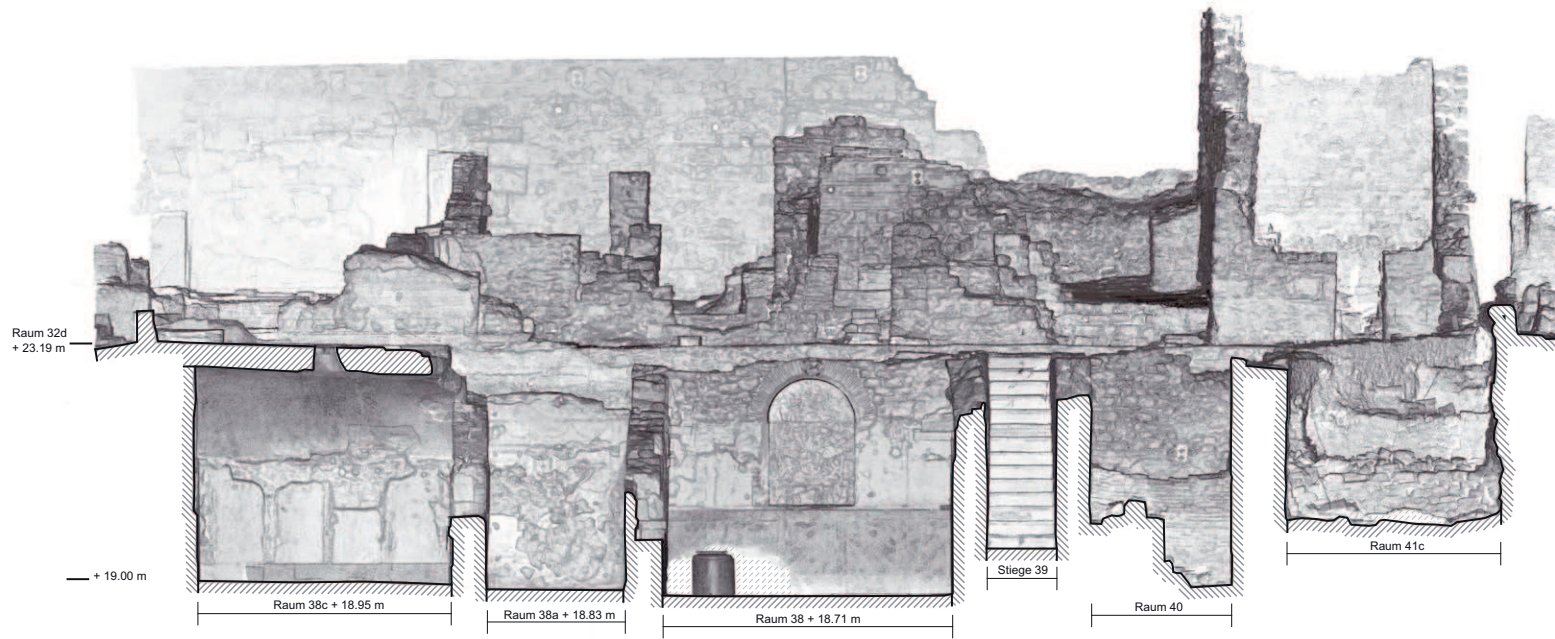 Raum 32d
+ 23.19 m
+ 19.00 m
Raum 38c + 18.95 m
Raum 38a + 18.83 m
Raum 38 + 18.71 m
Stiege 39
Raum 40
Raum 41c